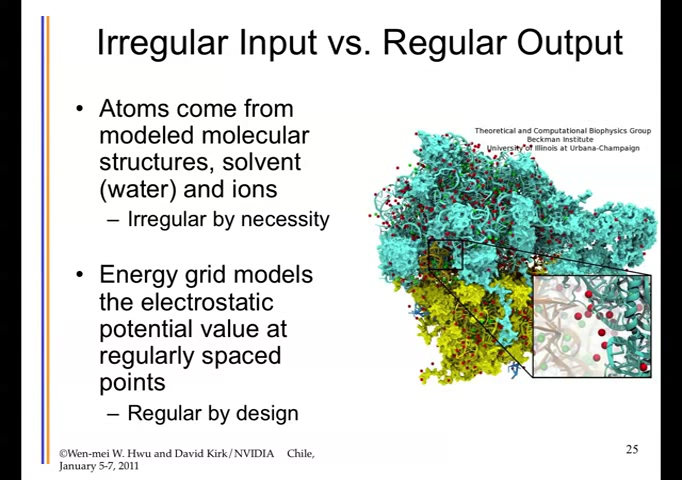 Irregular Input vs. Regular Output
• Atoms come from
modeled molecular
structures, solvent
(water) and ions
– Irregular by necessity
• Energy grid models
the electrostatic
potential value at
regularly spaced
points
– Regular by design
Theoretical and Computational Biophysics Group
Beckman Institute
University of Illinois at Urbana-Champaign
©Wen-mei W. Hwu and David Kirk/NVIDIA Chile,
January 5-7, 2011
25